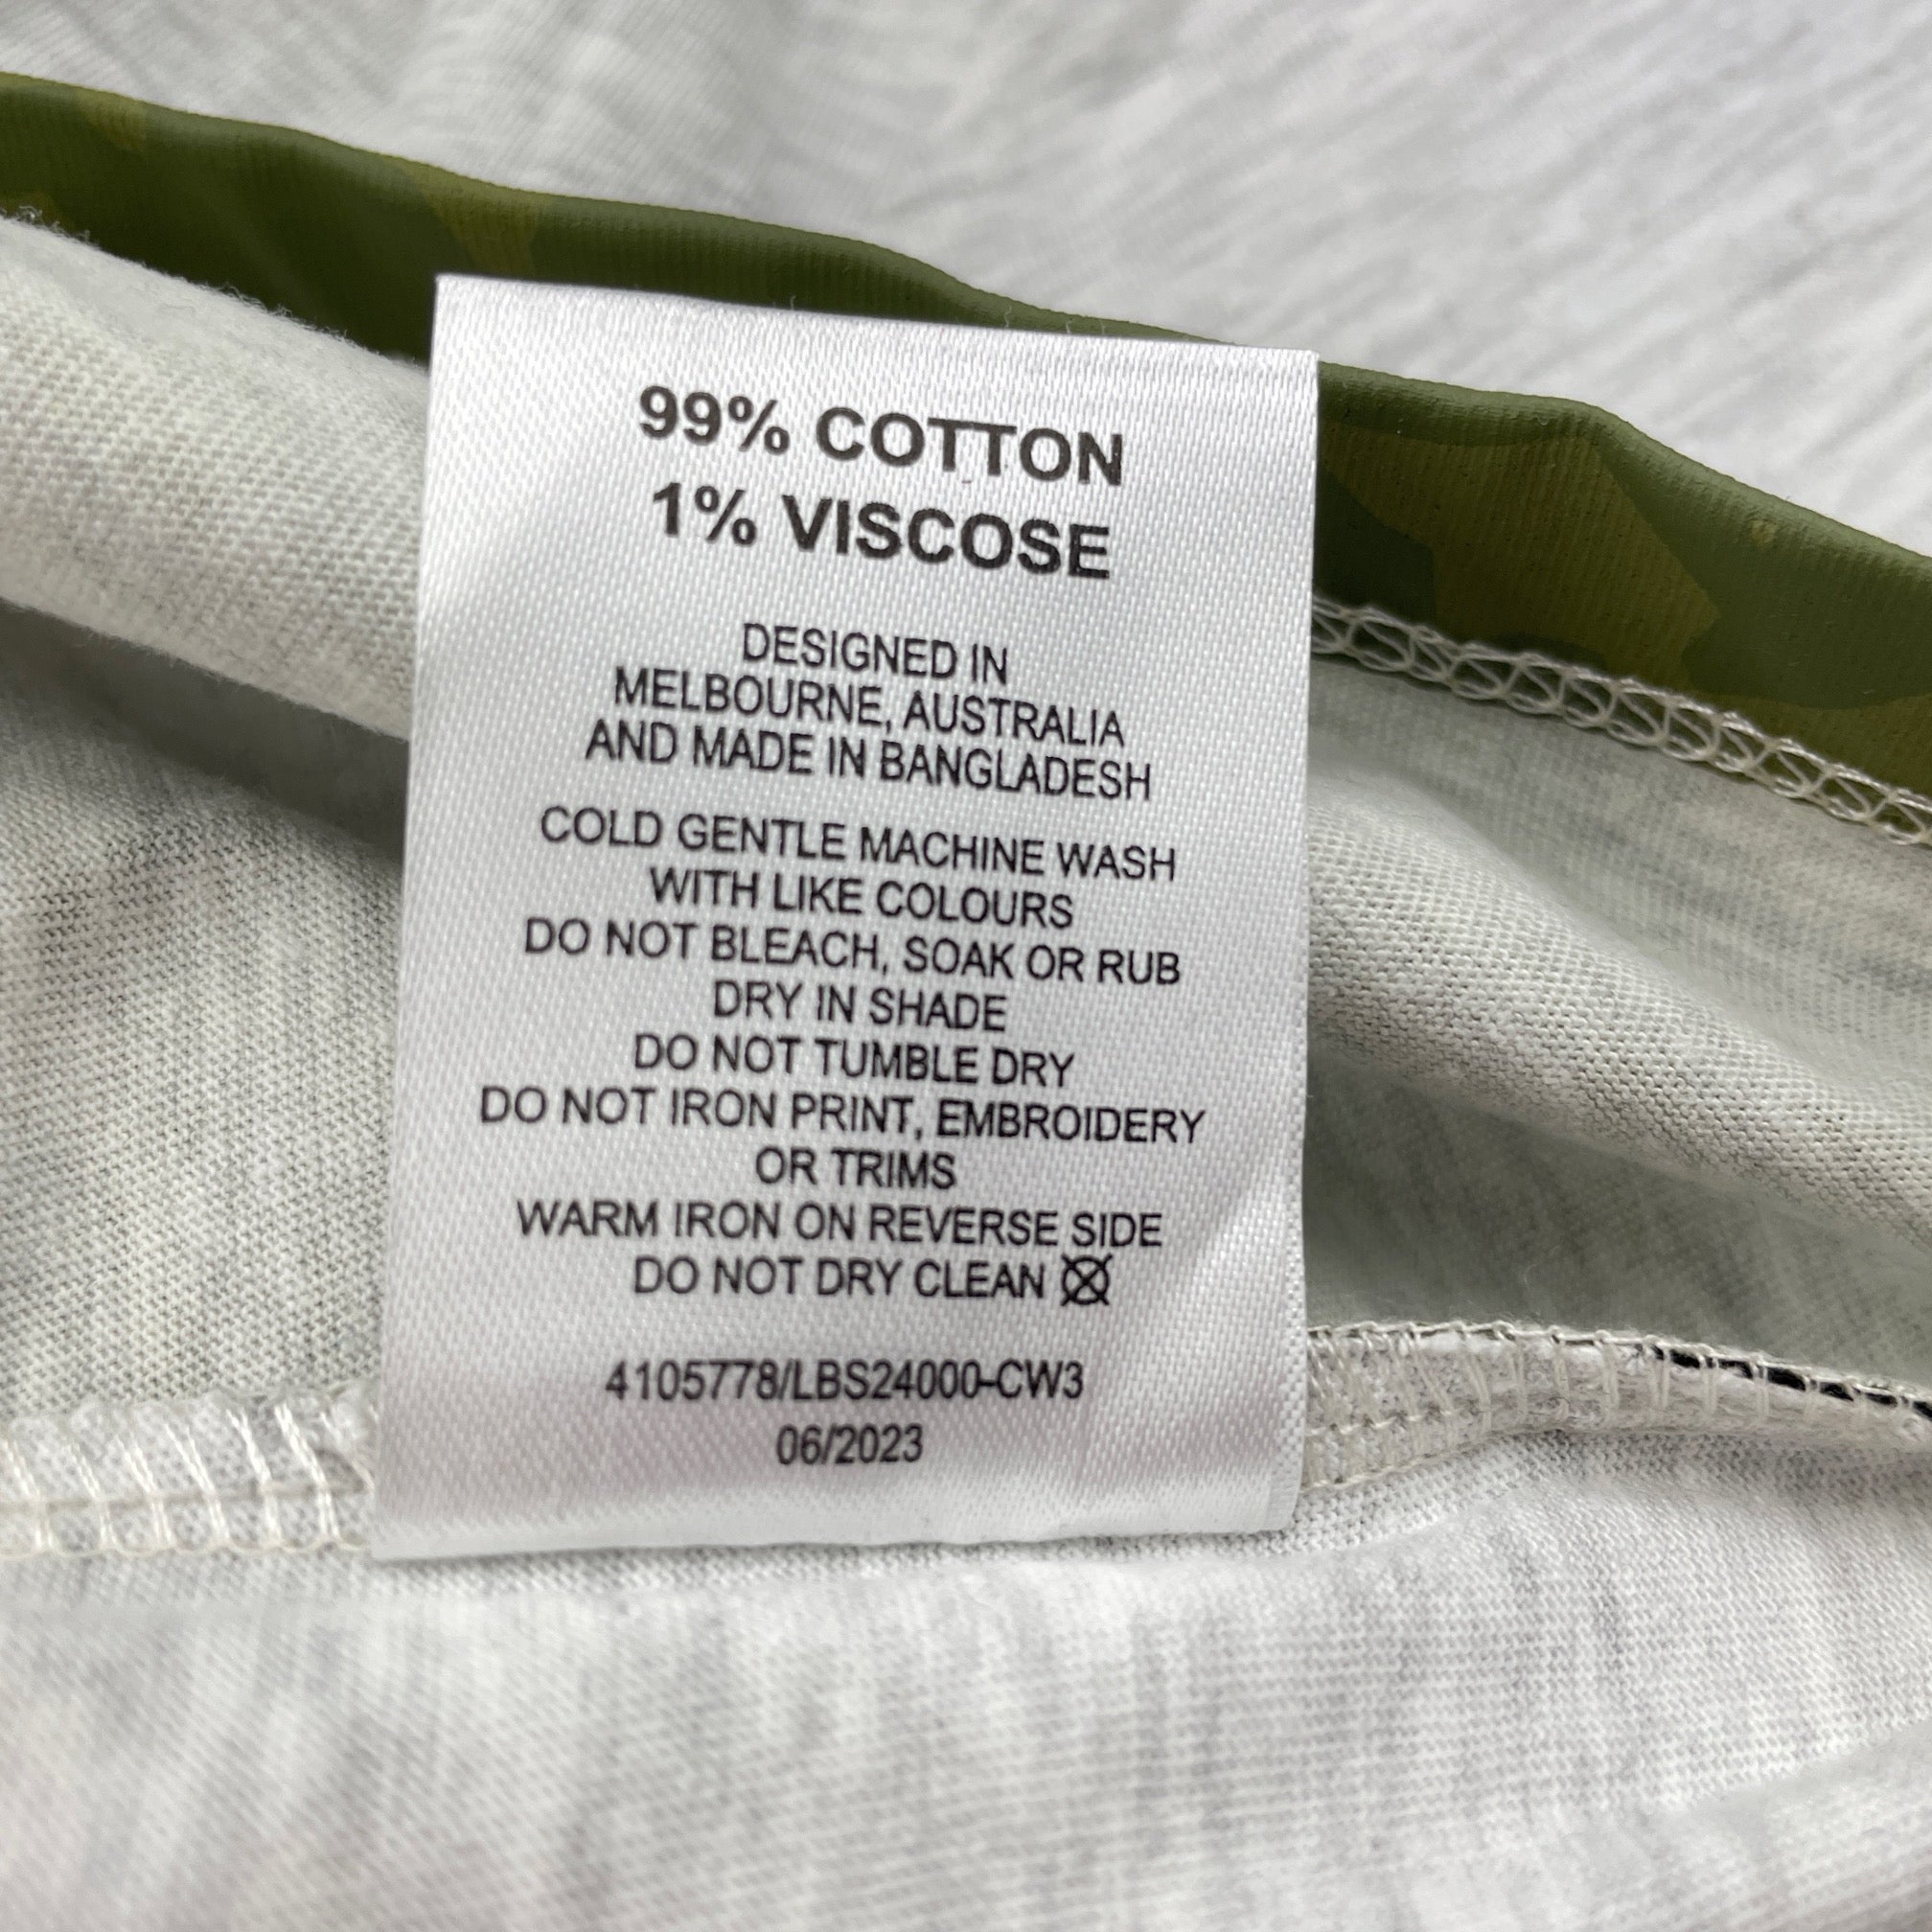 99% COTTON
1% VISCOSE
DESIGNED IN
MELBOURNE, AUSTRALIA
AND MADE IN BANGLADESH
COLD GENTLE MACHINE WASH
WITH LIKE COLOURS
DO NOT BLEACH, SOAK OR RUB
DRY IN SHADE
DO NOT TUMBLE DRY
DO NOT IRON PRINT, EMBROIDERY
OR TRIMS
WARM IRON ON REVERSE SIDE
DO NOT DRY CLEAN
4105778/LBS24000-CW3
06/2023